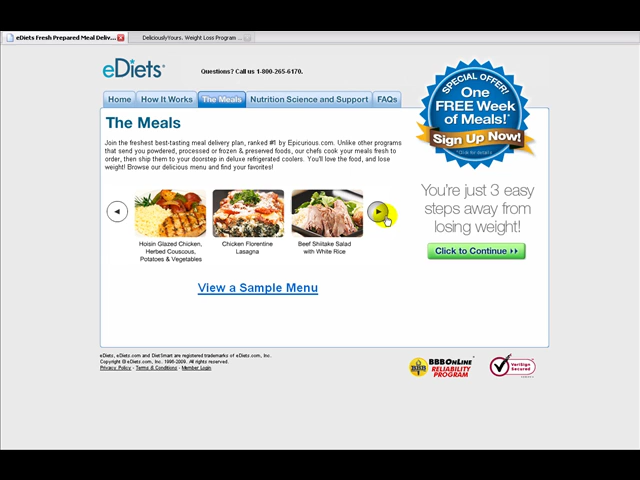 eDiets Fresh Prepared Meal Deliv...
DeliciouslyYours. Weight Loss Program ...
eDiets
Questions? Call us 1-800-265-6170.
Home
How It Works
The Meals
Nutrition Science and Support
FAQs
SPECIAL OFFER!
One
FREE Week
of Meals!*
Sign Up Now!
*Click for details
The Meals
Join the freshest best-tasting meal delivery plan, ranked #1 by Epicurious.com. Unlike other programs
that send you powdered, processed or frozen & preserved foods, our chefs cook your meals fresh to
order, then ship them to your doorstep in deluxe refrigerated coolers. You'll love the food, and lose
weight! Browse our delicious menu and find your favorites!
You're just 3 easy
steps away from
losing weight!
Click to Continue
Hoisin Glazed Chicken,
Herbed Couscous,
Potatoes & Vegetables
Chicken Florentine
Lasagna
Beef Shiitake Salad
with White Rice
View a Sample Menu
eDiets, eDiets.com and DietSmart are registered trademarks of eDiets.com, Inc.
Copyright © eDiets.com, Inc. 1996-2009. All rights reserved.
Privacy Policy - Terms & Conditions - Member Login
BBB
BBBOnLine
RELIABILITY
PROGRAM
VeriSign
Secured